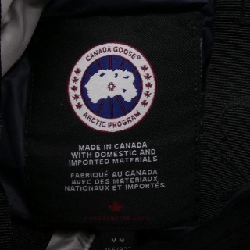 CANADA GOOSE
ARCTIC PROGRAM
MADE IN CANADA
WITH DOMESTIC AND
IMPORTED MATERIALS
FABRIQUÉ AU CANADA
AVEC DES MATERIAUX
NATIONAUX ET IMPORTÉS